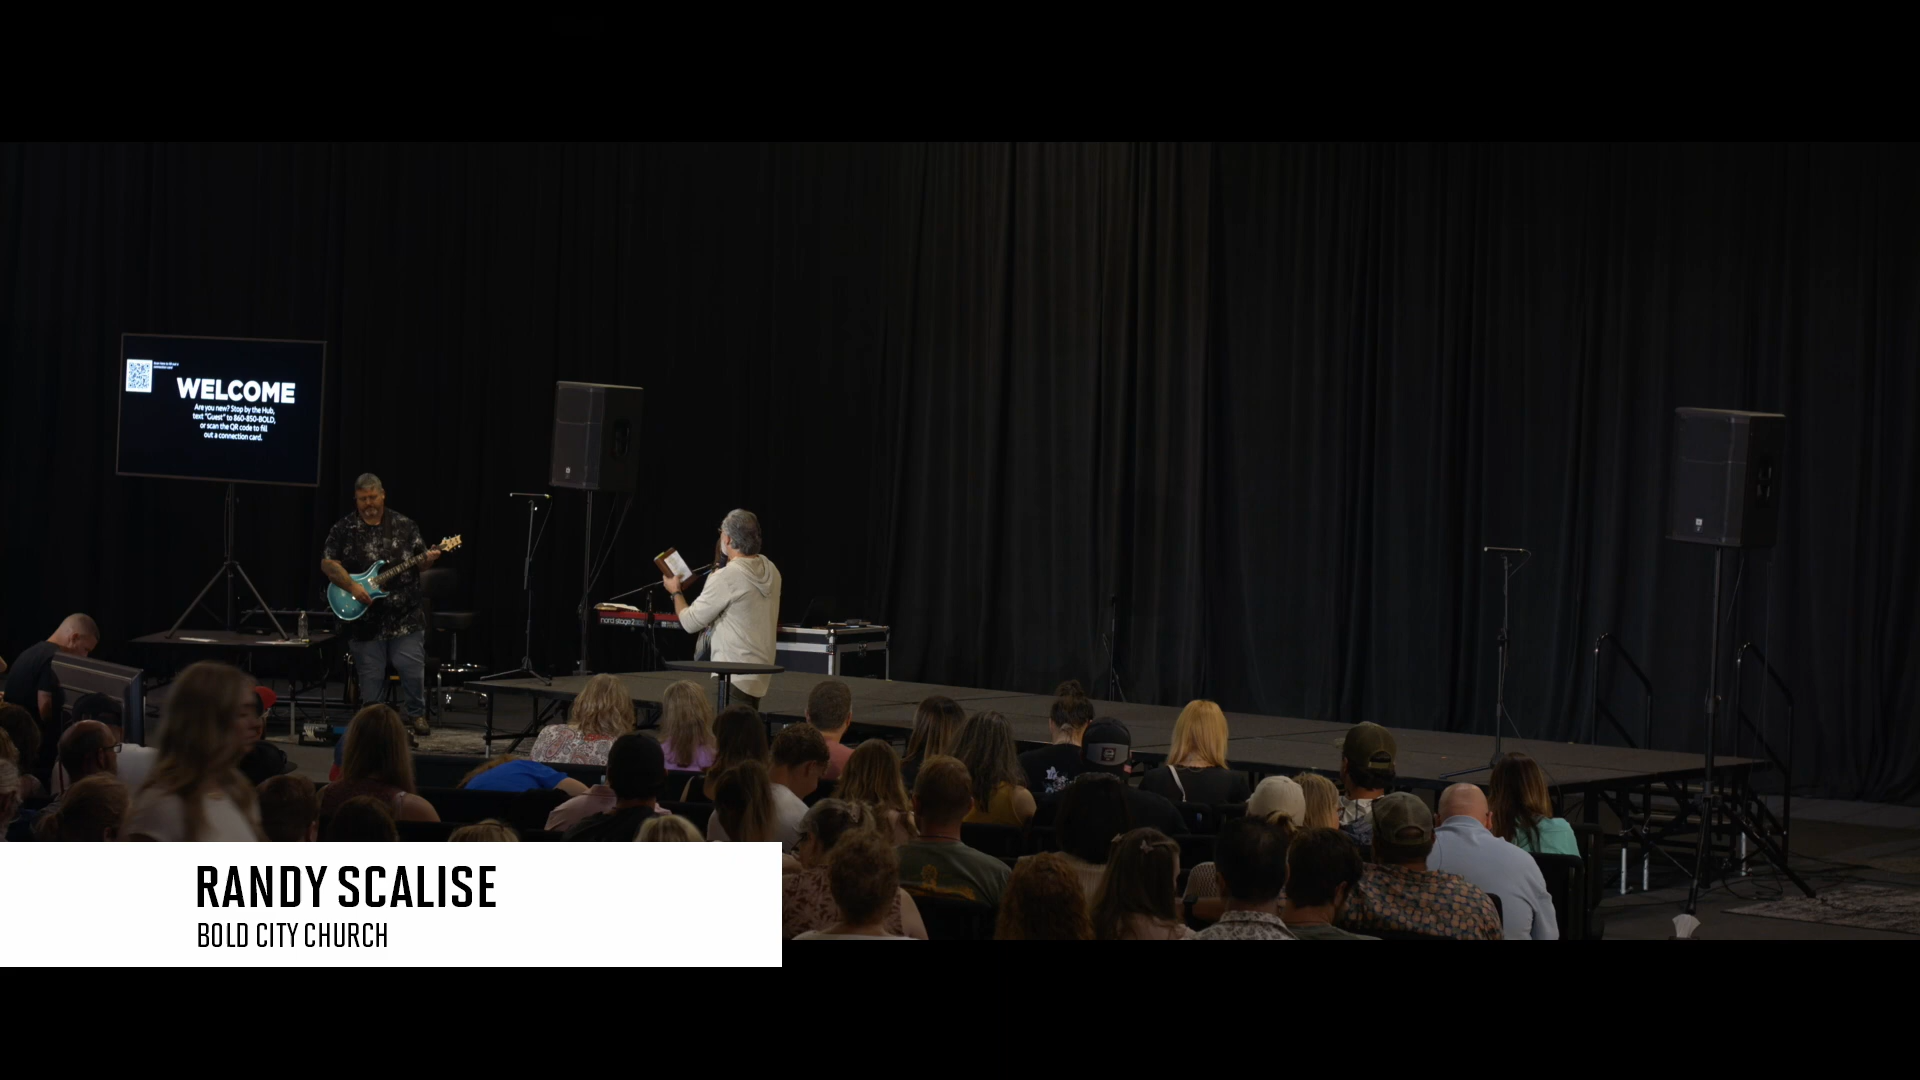 WELCOME
Are you new? Stop by the Hub,
text "Guest" to 860-850-BOLD,
or scan the QR code to fill
out a connection card.
nord stage 2
RANDY SCALISE
BOLD CITY CHURCH